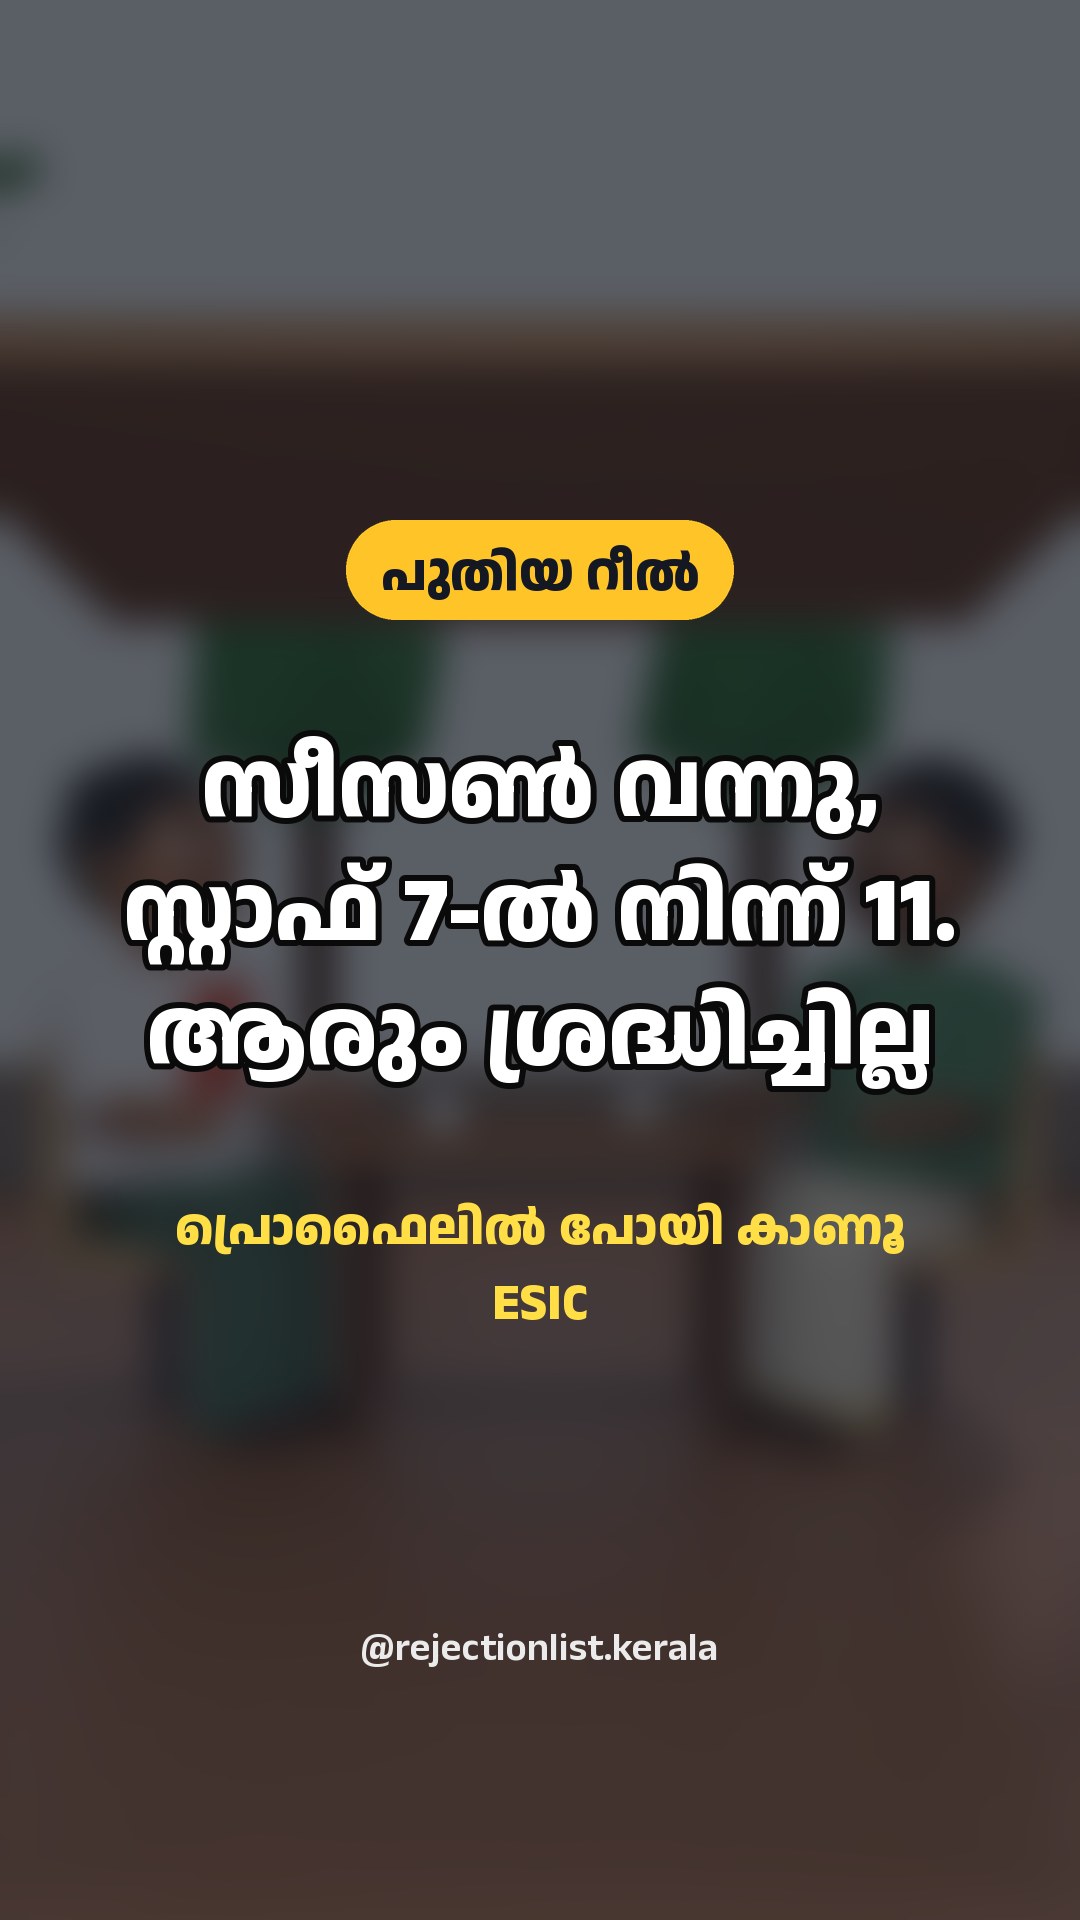 പുതിയ റീൽ
സീസൺ വന്നു,
സ്റ്റാഫ് 7-ൽ നിന്ന് 11.
ആരും ശ്രദ്ധിച്ചില്ല
പ്രൊഫൈലിൽ പോയി കാണൂ
ESIC
@rejectionlist.kerala